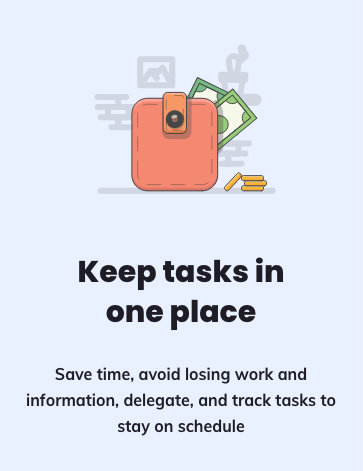 Keep tasks in
one place
Save time, avoid losing work and
information, delegate, and track tasks to
stay on schedule